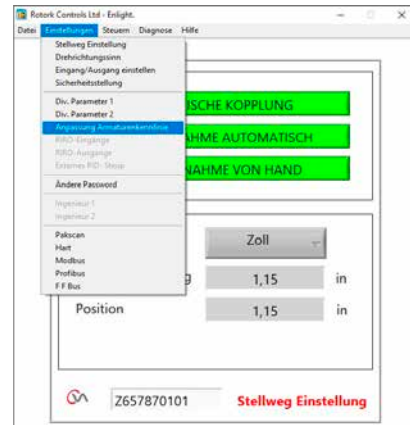 Rotork Controls Ltd - Enlight.
Datei Einstellungen Steuern Diagnose Hilfe
Stellweg Einstellung
Drehrichtungssinn
Eingang/Ausgang einstellen
Sicherheitsstellung
Div. Parameter 1
Div. Parameter 2
Anpassung Armaturenkennlinie
RIRO-Eingänge
RIRO-Ausgänge
Externes PID- Steup
Ändere Password
Ingenieur 1
Ingenieur 2
Pakscan
Hart
Modbus
Profibus
F F Bus
ISCHE KOPPLUNG
AHME AUTOMATISCH
NAHME VON HAND
Zoll
g 1,15 in
Position 1,15 in
Z657870101 Stellweg Einstellung